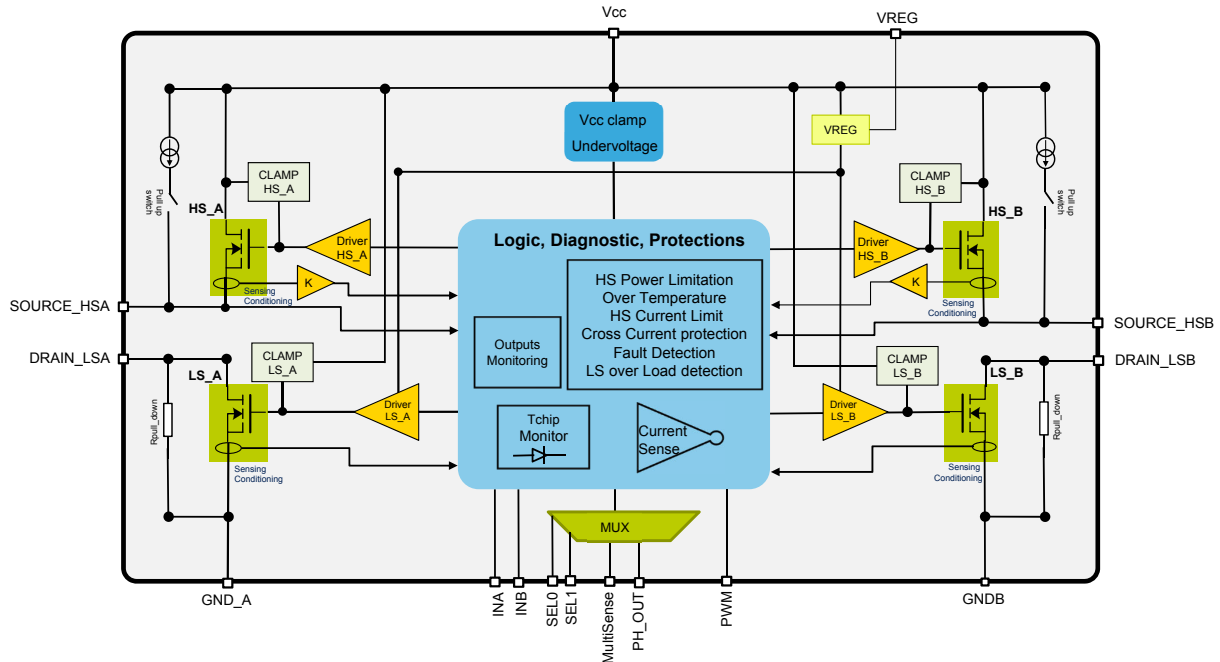 Vcc
VREG
Vcc clamp
Undervoltage
VREG
CLAMP
HS_A
CLAMP
HS_B
Pull up
switch
Pull up
switch
HS_A
HS_B
Driver
HS_A
Driver
HS_B
Logic, Diagnostic, Protections
K
K
Sensing
Conditioning
Sensing
Conditioning
HS Power Limitation
Over Temperature
HS Current Limit
Cross Current protection
Fault Detection
LS over Load detection
Outputs
Monitoring
SOURCE_HSA
SOURCE_HSB
DRAIN_LSA
DRAIN_LSB
CLAMP
LS_A
CLAMP
LS_B
LS_A
LS_B
Driver
LS_A
Driver
LS_B
Rpull_down
Rpull_down
Tchip
Monitor
Current
Sense
Sensing
Conditioning
Sensing
Conditioning
MUX
GND_A
INA
INB
SEL0
SEL1
MultiSense
PH_OUT
PWM
GNDB